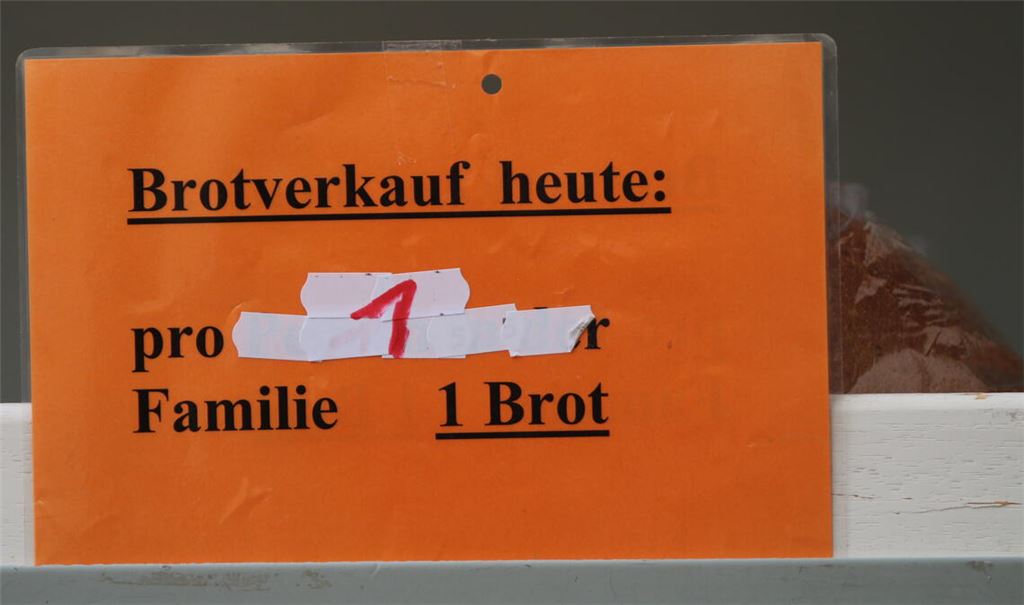 Brotverkauf heute:
pro 1
Familie 1 Brot